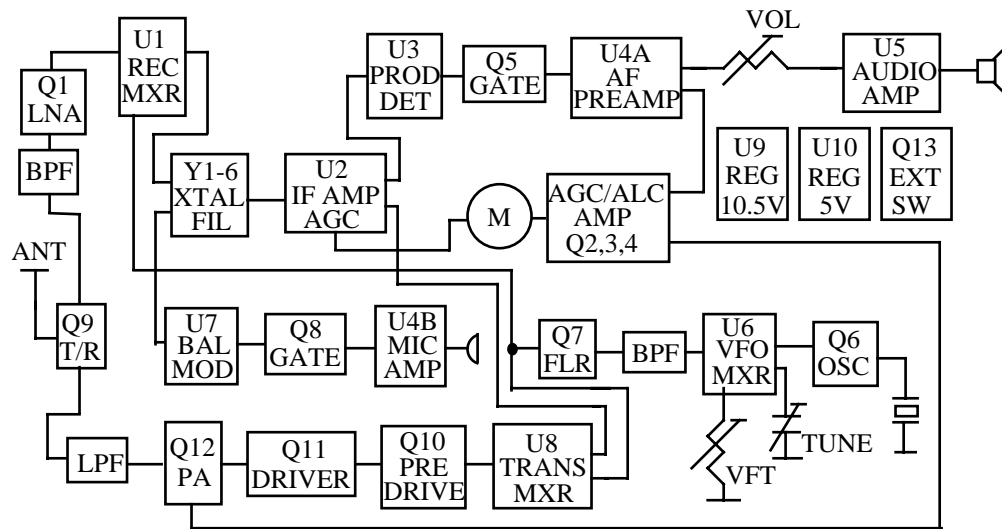 U1
REC
MXR
Q1
LNA
BPF
ANT
Q9
T/R
LPF
U3
PROD
DET
Q5
GATE
U4A
AF
PREAMP
VOL
U5
AUDIO
AMP
Y1-6
XTAL
FIL
U2
IF AMP
AGC
M
AGC/ALC
AMP
Q2,3,4
U9
REG
10.5V
U10
REG
5V
Q13
EXT
SW
U7
BAL
MOD
Q8
GATE
U4B
MIC
AMP
Q7
FLR
BPF
U6
VFO
MXR
Q6
OSC
TUNE
VFT
Q12
PA
Q11
DRIVER
Q10
PRE
DRIVE
U8
TRANS
MXR